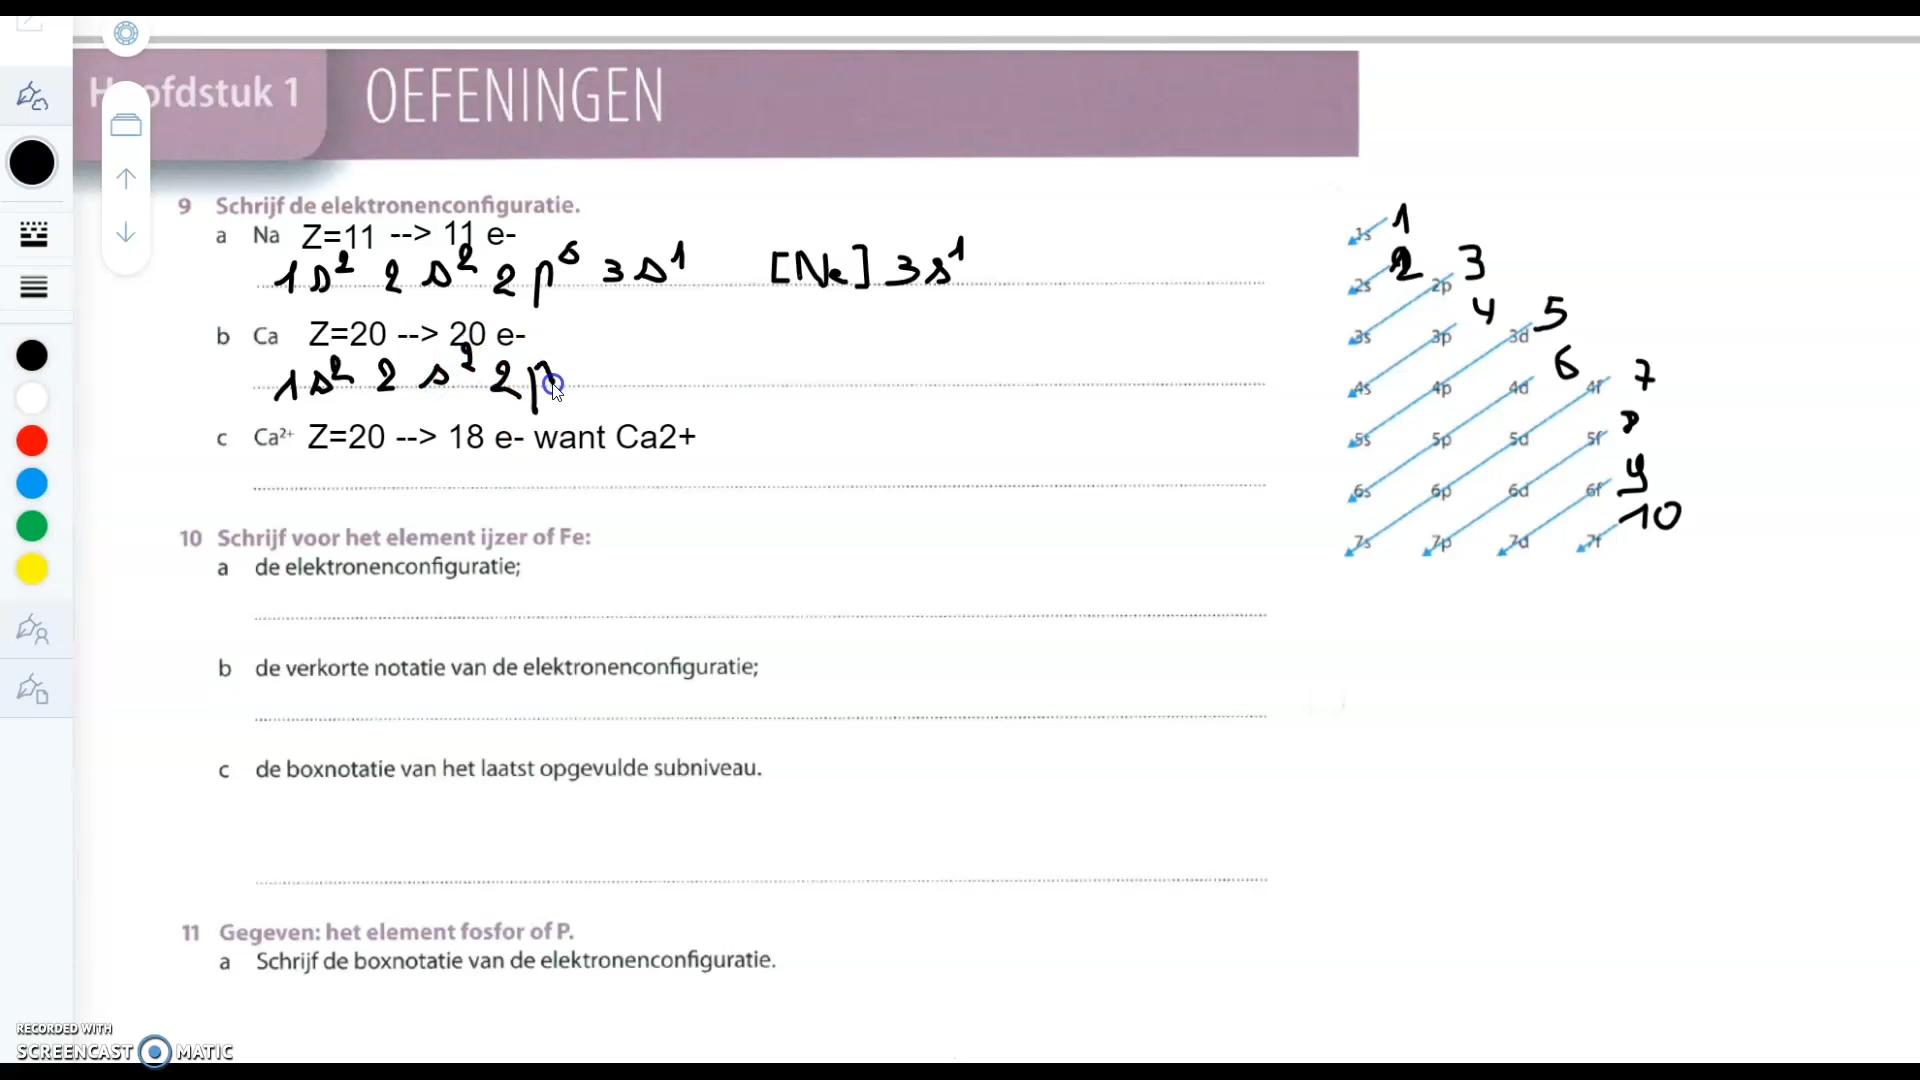 Hoofdstuk 1 OEFENINGEN
9 Schrijf de elektronenconfiguratie.
a Na Z=11 --> 11 e-
1s² 2s² 2p⁶ 3s¹ [Ne] 3s¹
b Ca Z=20 --> 20 e-
1s² 2s² 2p
c Ca²⁺ Z=20 --> 18 e- want Ca2+
10 Schrijf voor het element ijzer of Fe:
a de elektronenconfiguratie;
b de verkorte notatie van de elektronenconfiguratie;
c de boxnotatie van het laatst opgevulde subniveau.
11 Gegeven: het element fosfor of P.
a Schrijf de boxnotatie van de elektronenconfiguratie.
1s 1
2s 2 2p 3
3s 3p 4 3d 5
4s 4p 4d 6 4f 7
5s 5p 5d 5f 8
6s 6p 6d 6f 9
7s 7p 7d 7f 10
RECORDED WITH
SCREENCAST MATIC